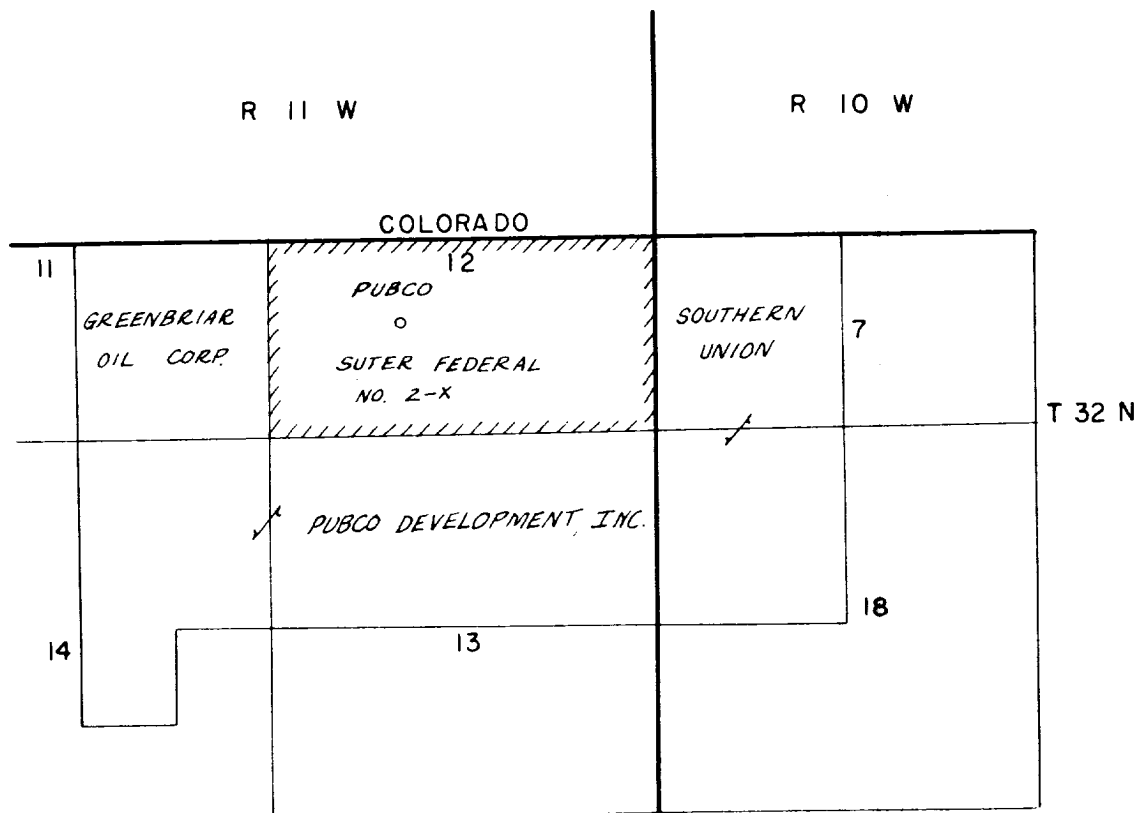 R 11 W
R 10 W
COLORADO
11
12
GREENBRIAR
OIL CORP.
PUBCO
SUTER FEDERAL
NO. 2-X
SOUTHERN
UNION
7
T 32 N
PUBCO DEVELOPMENT, INC.
14
13
18